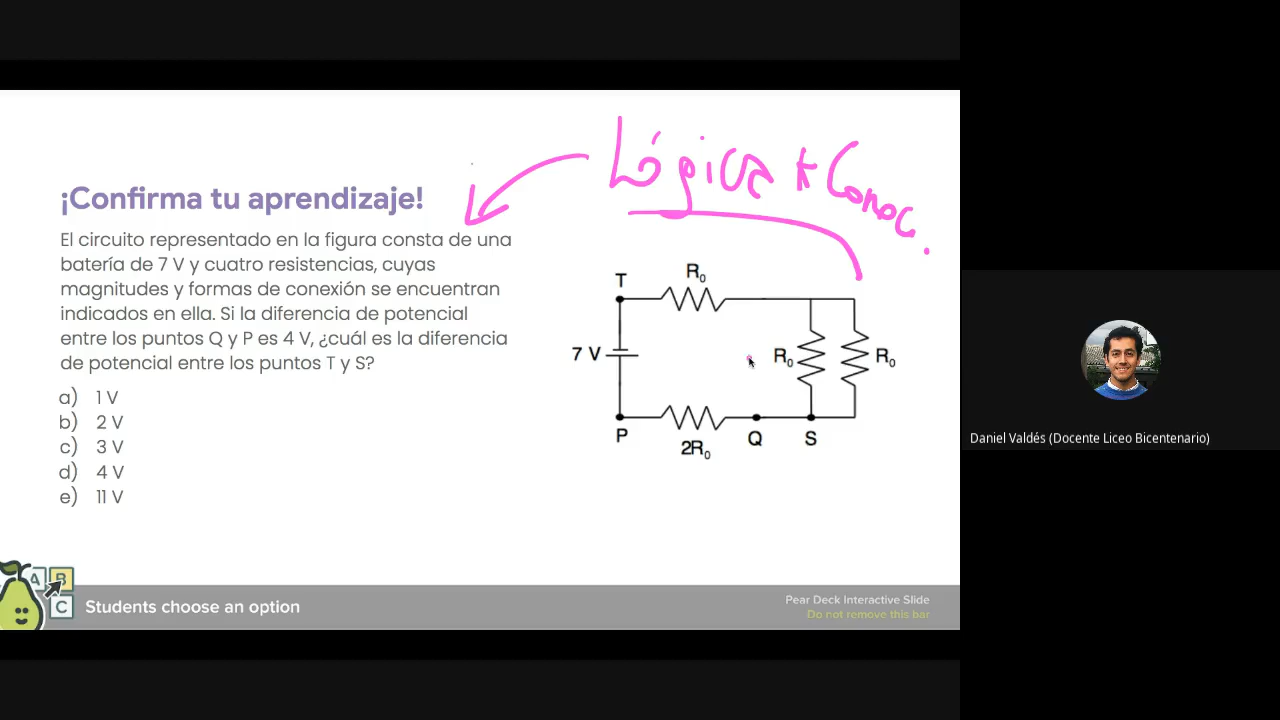 Lógica + Conoc.
¡Confirma tu aprendizaje!
El circuito representado en la figura consta de una
batería de 7 V y cuatro resistencias, cuyas
magnitudes y formas de conexión se encuentran
indicados en ella. Si la diferencia de potencial
entre los puntos Q y P es 4 V, ¿cuál es la diferencia
de potencial entre los puntos T y S?
a) 1 V
b) 2 V
c) 3 V
d) 4 V
e) 11 V
T
R₀
7 V
R₀
R₀
P
2R₀
Q
S
Daniel Valdés (Docente Liceo Bicentenario)
A
B
C
Students choose an option
Pear Deck Interactive Slide
Do not remove this bar